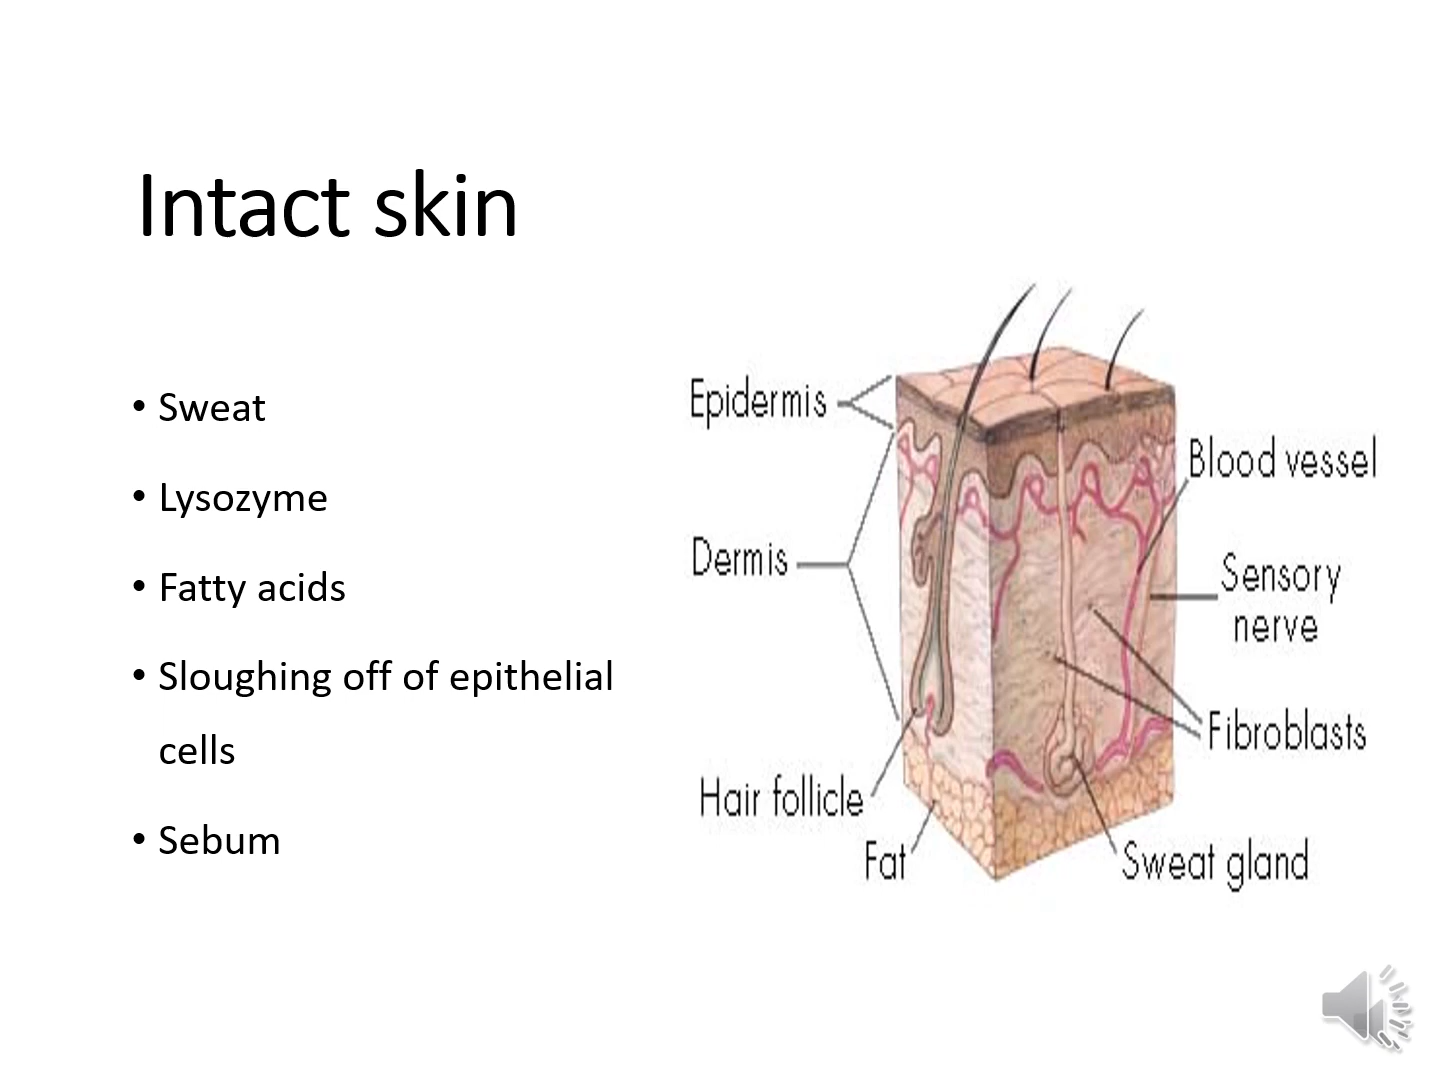 Intact skin
• Sweat
• Lysozyme
• Fatty acids
• Sloughing off of epithelial
cells
• Sebum
Epidermis
Dermis
Hair follicle
Fat
Blood vessel
Sensory
nerve
Fibroblasts
Sweat gland